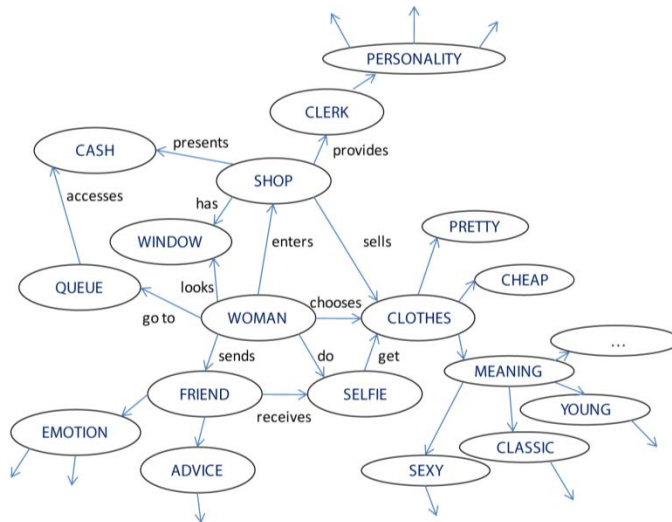 PERSONALITY
CLERK
presents
provides
CASH
SHOP
accesses
has
WINDOW
enters
sells
PRETTY
CHEAP
QUEUE
looks
chooses
go to
WOMAN
CLOTHES
...
sends
do
get
MEANING
FRIEND
SELFIE
YOUNG
receives
EMOTION
CLASSIC
ADVICE
SEXY